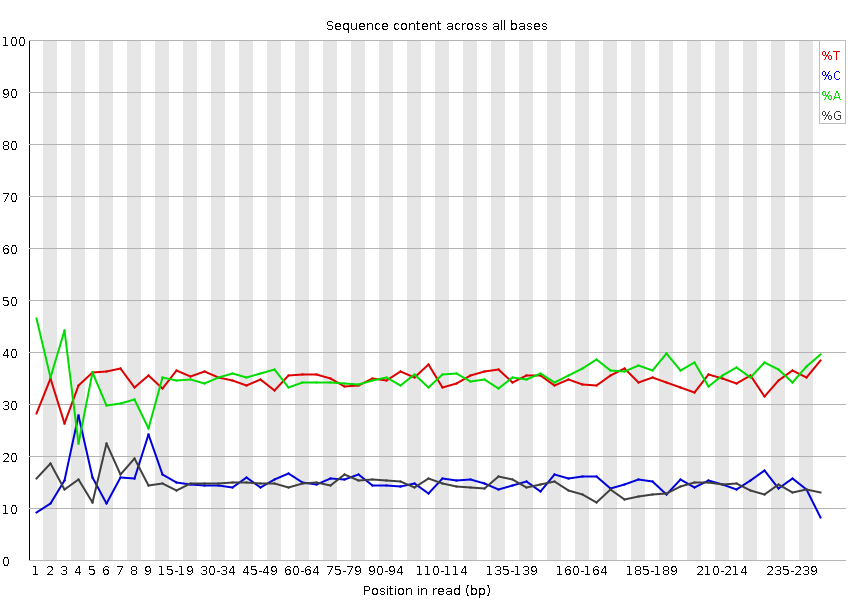 Sequence content across all bases
100
90
80
70
60
50
40
30
20
10
0
%T
%C
%A
%G
1 2 3 4 5 6 7 8 9 15-19 30-34 45-49 60-64 75-79 90-94 110-114 135-139 160-164 185-189 210-214 235-239
Position in read (bp)